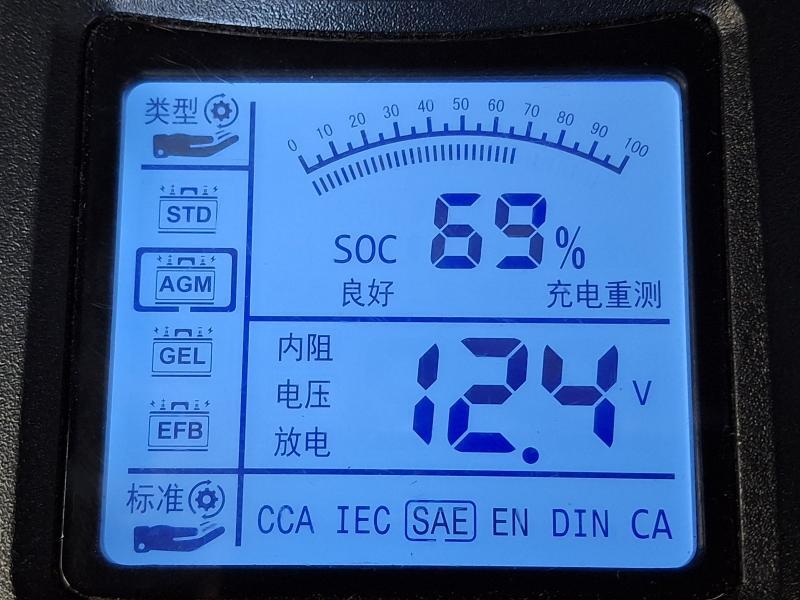 类型
0 10 20 30 40 50 60 70 80 90 100
STD
AGM
GEL
EFB
SOC 69%
良好 充电重测
内阻
电压
放电
12.4 V
标准
CCA IEC SAE EN DIN CA